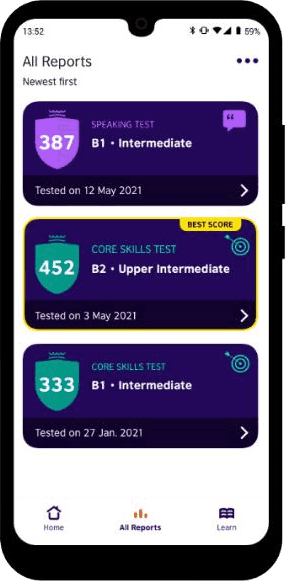 13:52
59%
All Reports
Newest first
SPEAKING TEST
387
B1 • Intermediate
Tested on 12 May 2021
BEST SCORE
CORE SKILLS TEST
452
B2 • Upper Intermediate
Tested on 3 May 2021
CORE SKILLS TEST
333
B1 • Intermediate
Tested on 27 Jan. 2021
Home
All Reports
Learn